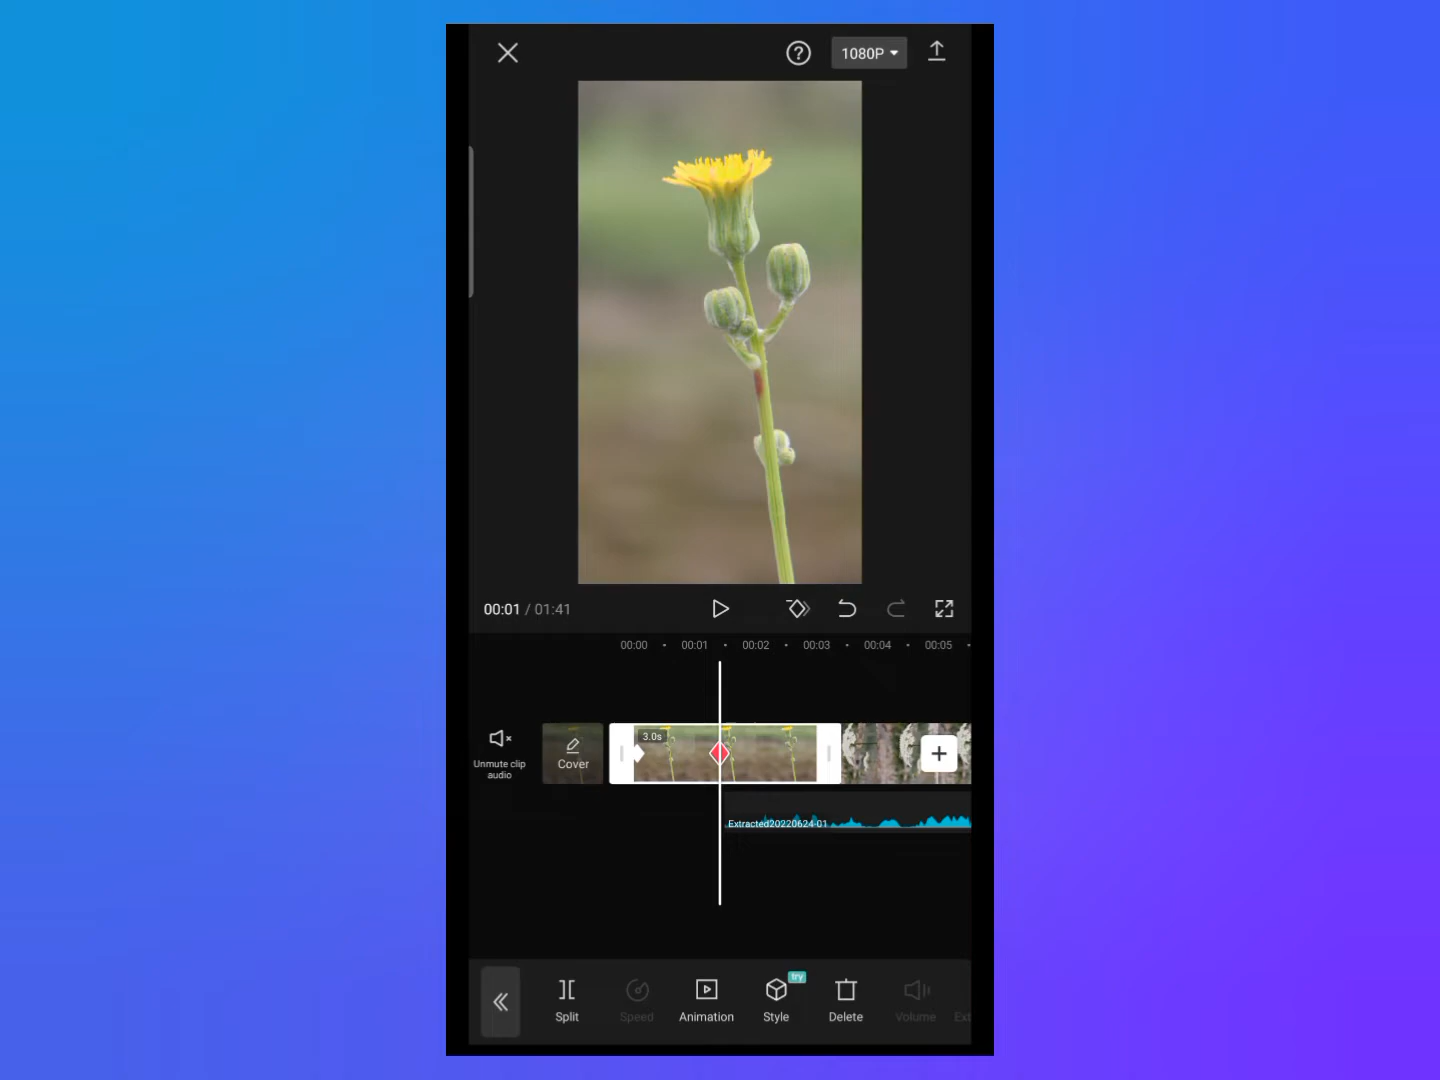 1080P
00:01 / 01:41
00:00 00:01 00:02 00:03 00:04 00:05
3.0s
Cover
Unmute clip
audio
Extracted20220624-01
try
Split Speed Animation Style Delete Volume Ext